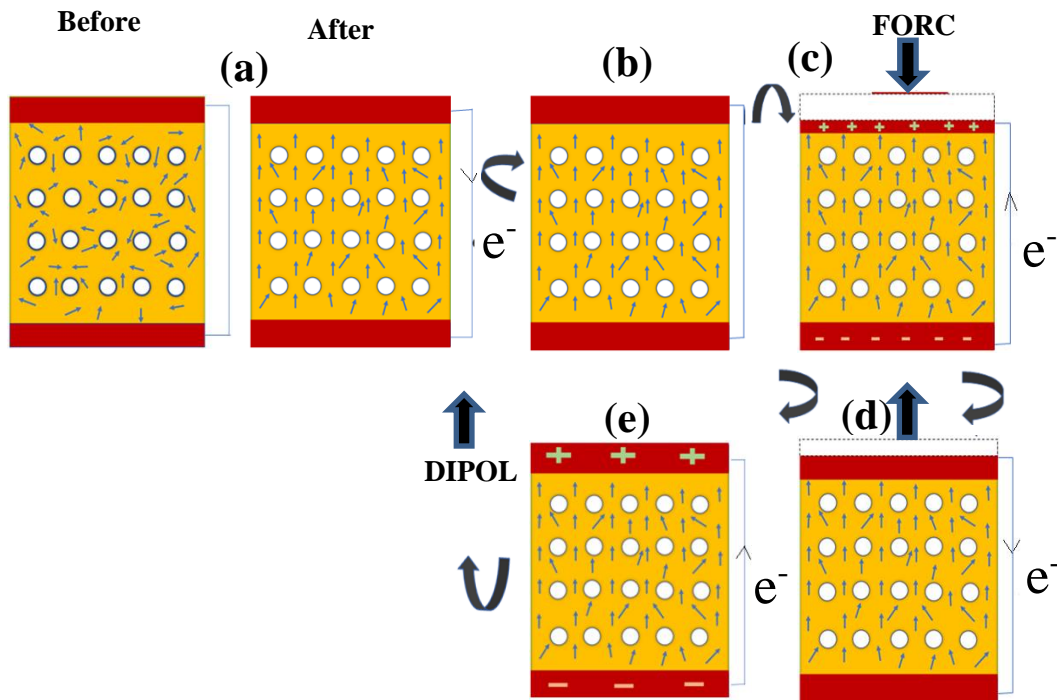 Before
After
(a)
(b)
(c)
FORC
e⁻
+ + + + + +
- - - - - -
e⁻
DIPOL
(e)
+ + +
- - -
e⁻
(d)
e⁻